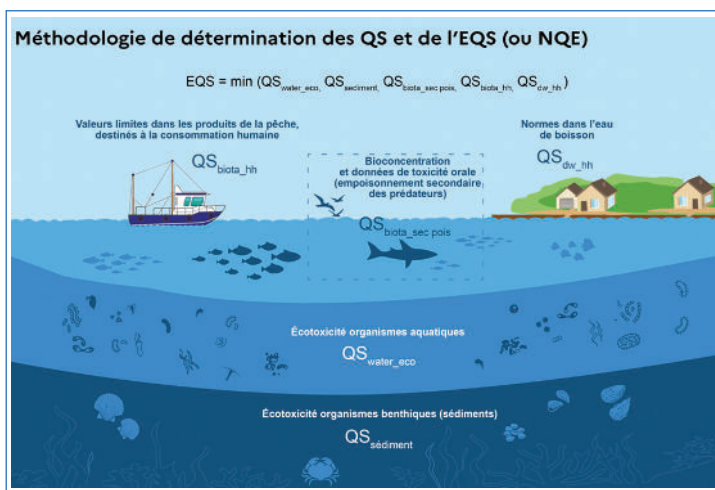 Méthodologie de détermination des QS et de l'EQS (ou NQE)
EQS = min (QSwater_eco, QSsediment, QSbiota_sec pois, QSbiota_hh, QSdw_hh )
Valeurs limites dans les produits de la pêche,
destinés à la consommation humaine
QSbiota_hh
Bioconcentration
et données de toxicité orale
(empoisonnement secondaire
des prédateurs)
QSbiota_sec pois
Normes dans l'eau
de boisson
QSdw_hh
Écotoxicité organismes aquatiques
QSwater_eco
Écotoxicité organismes benthiques (sédiments)
QSsédiment